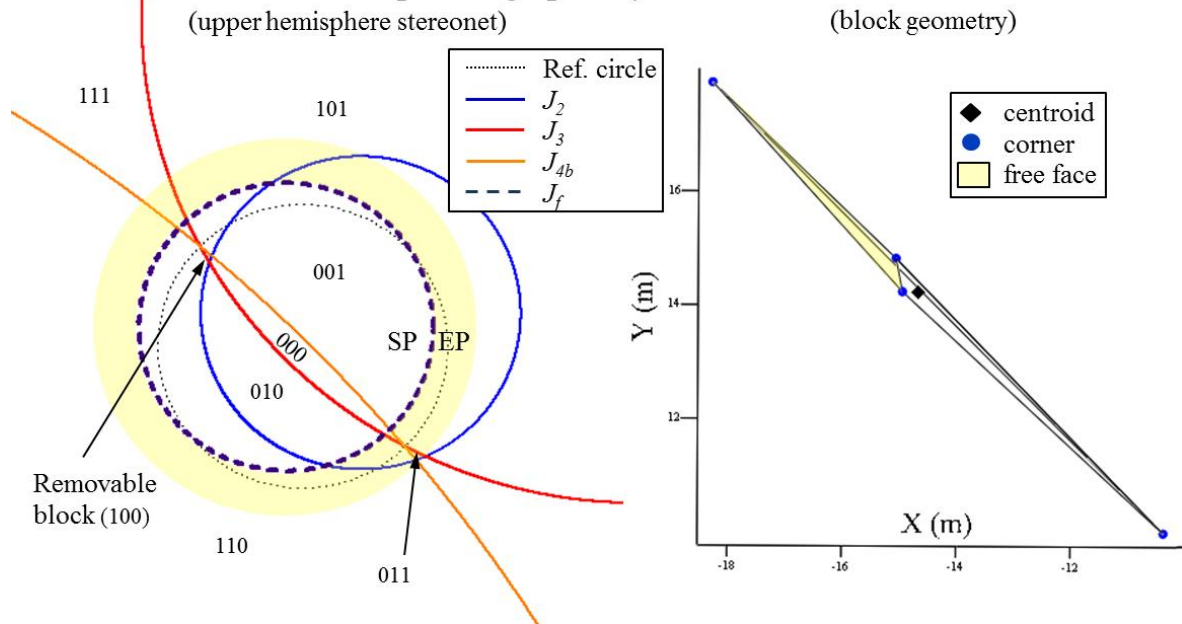 (upper hemisphere stereonet)
(block geometry)
Ref. circle
J2
J3
J4b
Jf
111
101
001
000
SP EP
010
Removable
block (100)
110
011
centroid
corner
free face
16
14
12
Y (m)
X (m)
-18
-16
-14
-12